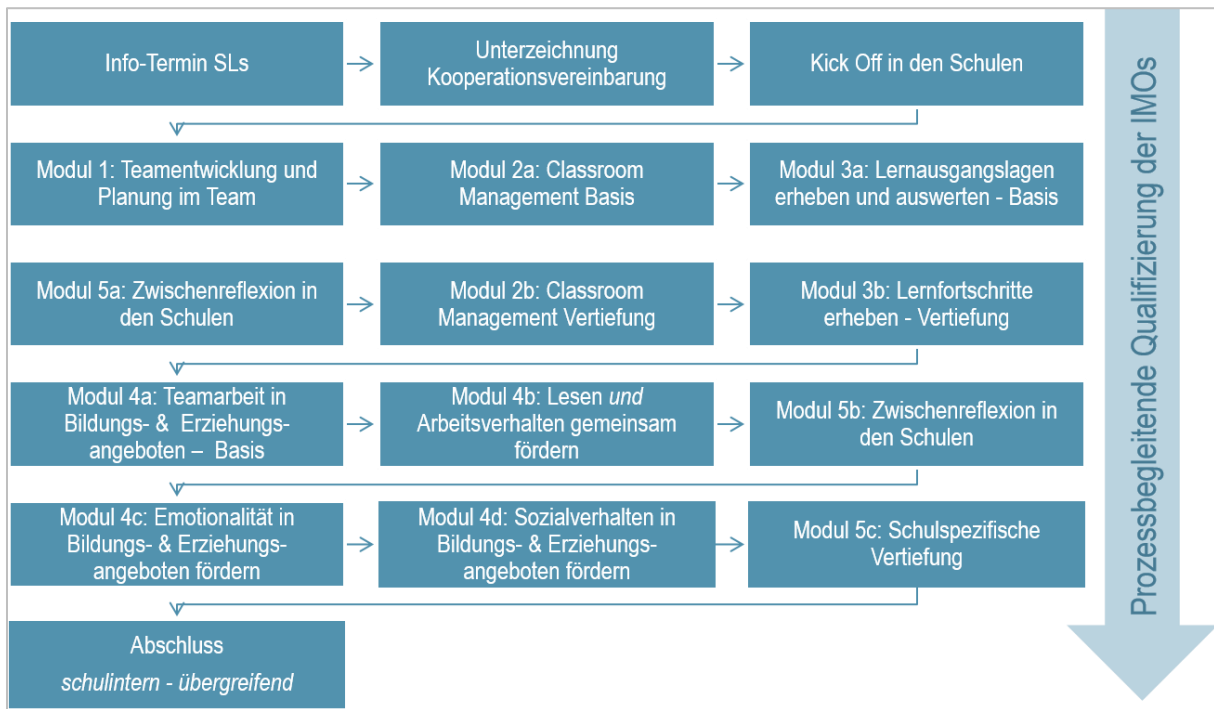 Info-Termin SLs
Unterzeichnung
Kooperationsvereinbarung
Kick Off in den Schulen
Modul 1: Teamentwicklung und
Planung im Team
Modul 2a: Classroom
Management Basis
Modul 3a: Lernausgangslagen
erheben und auswerten - Basis
Modul 5a: Zwischenreflexion in
den Schulen
Modul 2b: Classroom
Management Vertiefung
Modul 3b: Lernfortschritte
erheben - Vertiefung
Modul 4a: Teamarbeit in
Bildungs- & Erziehungs-
angeboten – Basis
Modul 4b: Lesen und
Arbeitsverhalten gemeinsam
fördern
Modul 5b: Zwischenreflexion in
den Schulen
Modul 4c: Emotionalität in
Bildungs- & Erziehungs-
angeboten fördern
Modul 4d: Sozialverhalten in
Bildungs- & Erziehungs-
angeboten fördern
Modul 5c: Schulspezifische
Vertiefung
Abschluss
schulintern - übergreifend
Prozessbegleitende Qualifizierung der IMOs